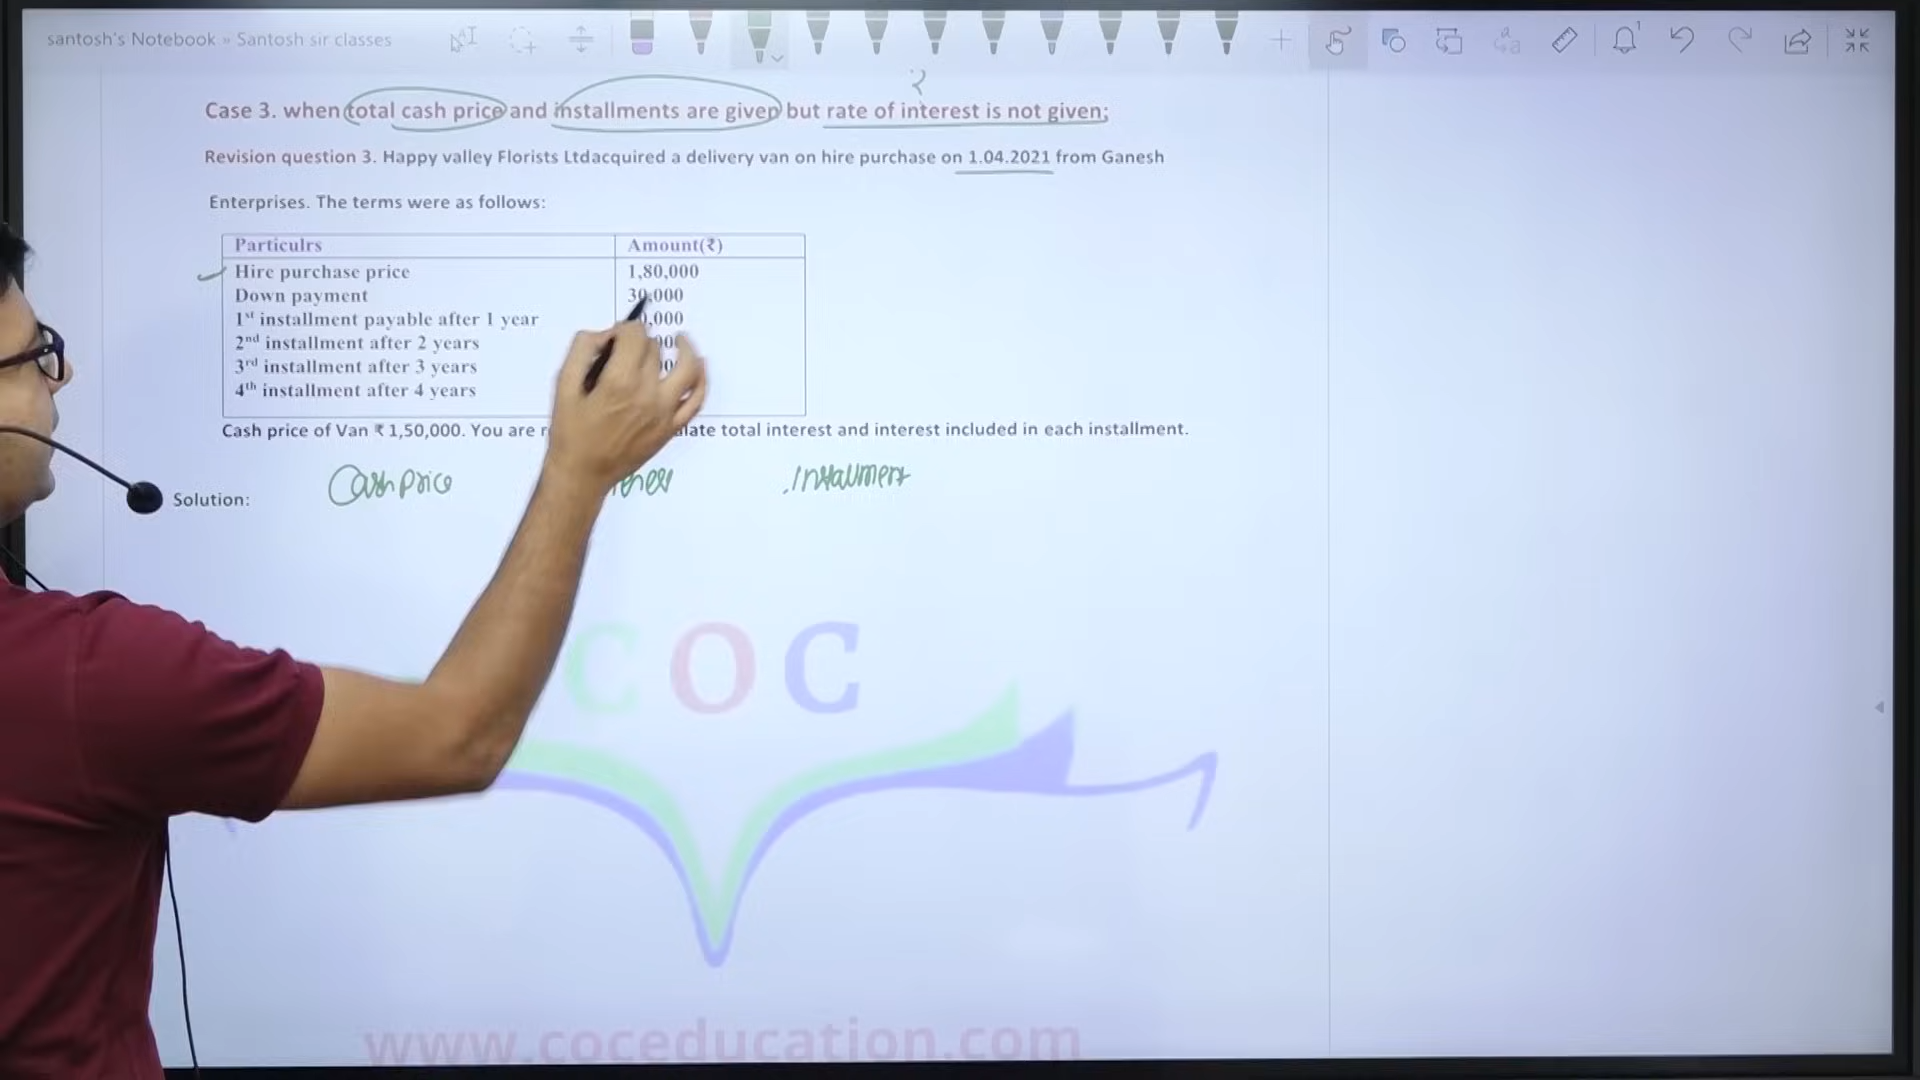 santosh's Notebook » Santosh sir classes
Case 3. when total cash price and installments are given but rate of interest is not given;
Revision question 3. Happy valley Florists Ltdacquired a delivery van on hire purchase on 1.04.2021 from Ganesh
Enterprises. The terms were as follows:
Particulrs Amount(₹)
Hire purchase price 1,80,000
Down payment 30,000
1st installment payable after 1 year
2nd installment after 2 years
3rd installment after 3 years
4th installment after 4 years
Cash price of Van ₹ 1,50,000. You are total interest and interest included in each installment.
Solution: Cash price Installment
COC
www.coceducation.com